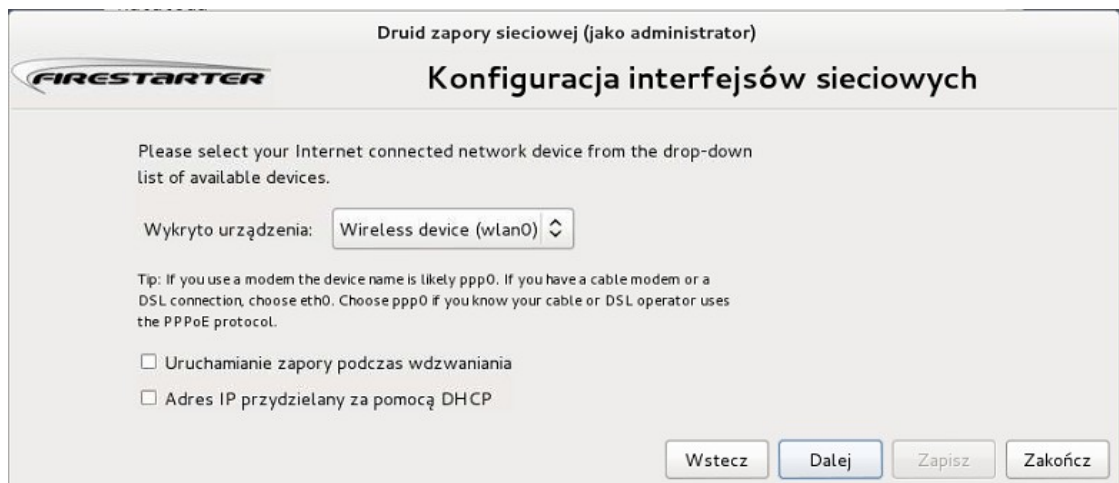 Druid zapory sieciowej (jako administrator)
FIRESTARTER
Konfiguracja interfejsów sieciowych
Please select your Internet connected network device from the drop-down
list of available devices.
Wykryto urządzenia: Wireless device (wlan0)
Tip: If you use a modem the device name is likely ppp0. If you have a cable modem or a
DSL connection, choose eth0. Choose ppp0 if you know your cable or DSL operator uses
the PPPoE protocol.
Uruchamianie zapory podczas wdzwaniania
Adres IP przydzielany za pomocą DHCP
Wstecz Dalej Zapisz Zakończ